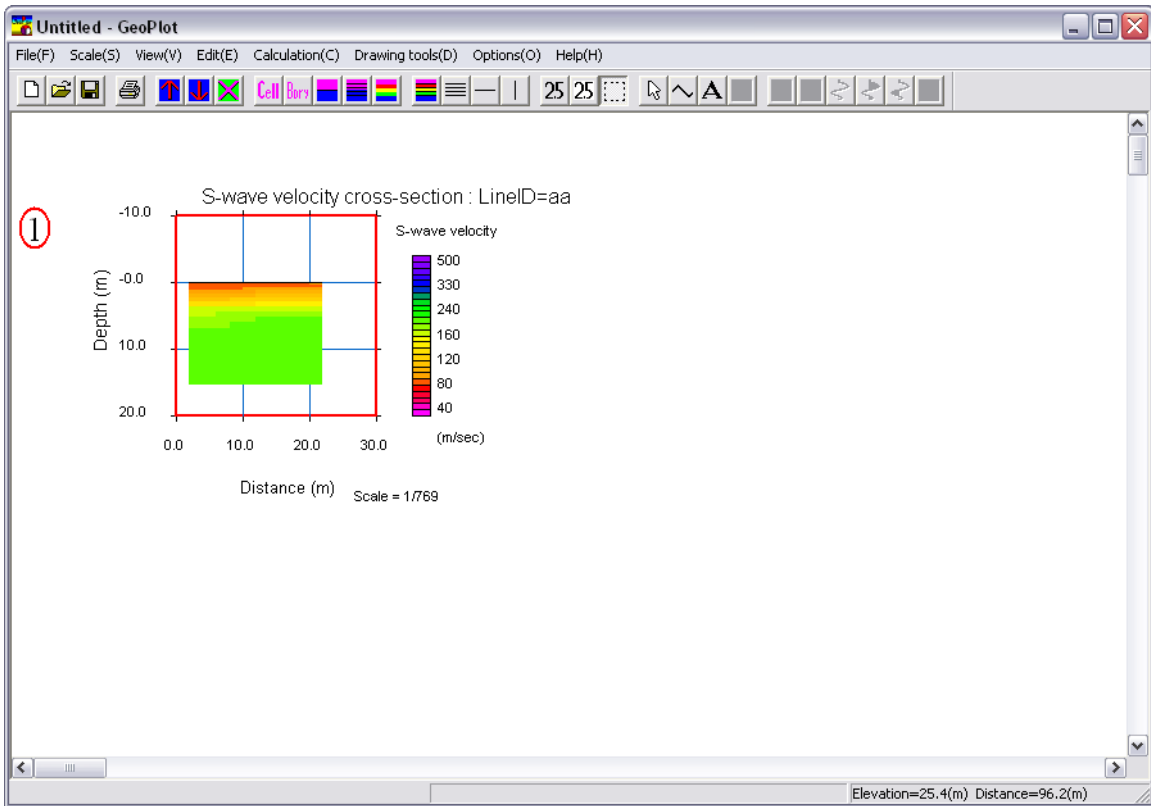 Untitled - GeoPlot
File(F) Scale(S) View(V) Edit(E) Calculation(C) Drawing tools(D) Options(O) Help(H)
Cell Bory 25 25 A
S-wave velocity cross-section : LineID=aa
1
-10.0
-0.0
10.0
20.0
Depth (m)
0.0 10.0 20.0 30.0
Distance (m)
Scale = 1/769
S-wave velocity
500
330
240
160
120
80
40
(m/sec)
Elevation=25.4(m) Distance=96.2(m)